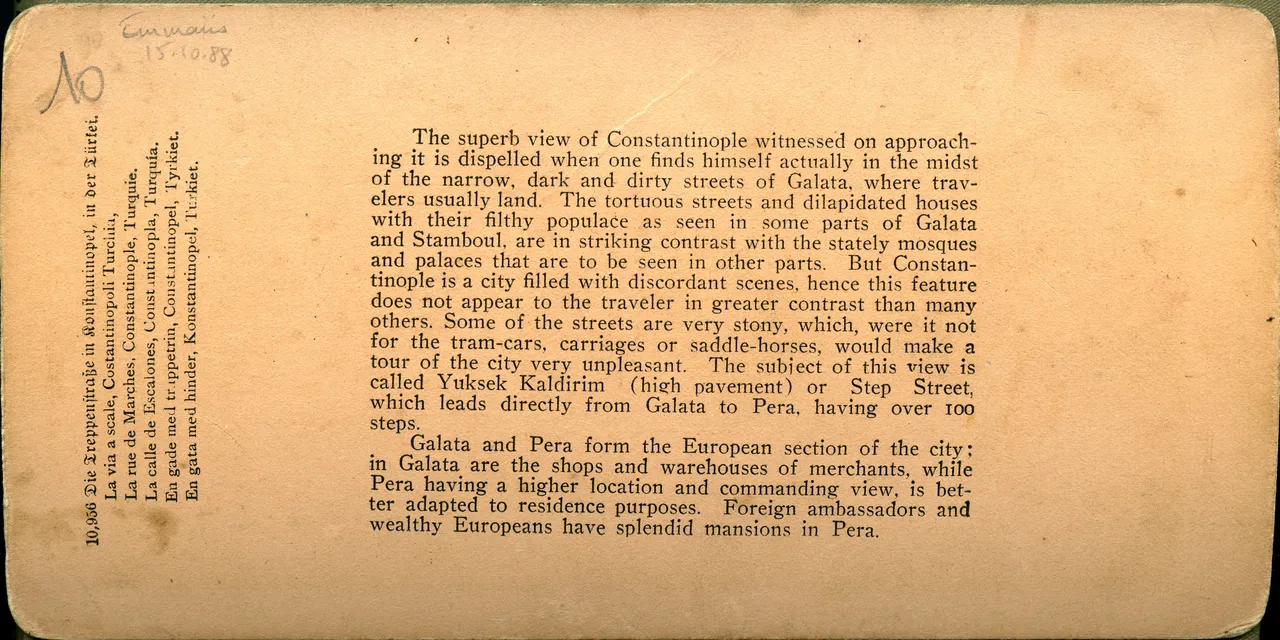 Emmaüs
15.10.88
10
10,956 Die Treppenstraße in Konstantinopel, in der Türkei.
La via a scale, Costantinopoli Turchia,
La rue de Marches, Constantinople, Turquie.
La calle de Escalones, Constantinopla, Turquía.
En gade med trappetrin, Constantinopel, Tyrkiet.
En gata med hinder, Konstantinopel, Turkiet.
The superb view of Constantinople witnessed on approach-
ing it is dispelled when one finds himself actually in the midst
of the narrow, dark and dirty streets of Galata, where trav-
elers usually land. The tortuous streets and dilapidated houses
with their filthy populace as seen in some parts of Galata
and Stamboul, are in striking contrast with the stately mosques
and palaces that are to be seen in other parts. But Constan-
tinople is a city filled with discordant scenes, hence this feature
does not appear to the traveler in greater contrast than many
others. Some of the streets are very stony, which, were it not
for the tram-cars, carriages or saddle-horses, would make a
tour of the city very unpleasant. The subject of this view is
called Yuksek Kaldirim (high pavement) or Step Street,
which leads directly from Galata to Pera, having over 100
steps.
Galata and Pera form the European section of the city;
in Galata are the shops and warehouses of merchants, while
Pera having a higher location and commanding view, is bet-
ter adapted to residence purposes. Foreign ambassadors and
wealthy Europeans have splendid mansions in Pera.